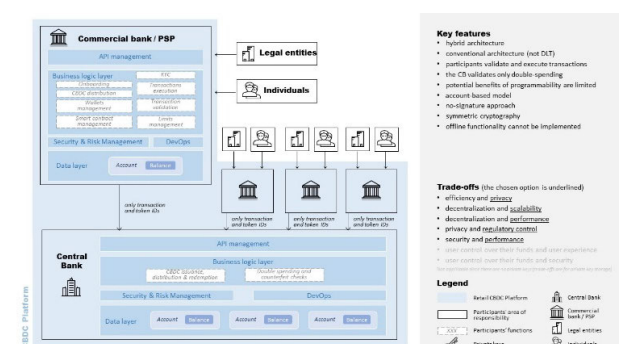 Commercial bank / PSP
API management
Business logic layer
KYC
Onboarding
CBDC distribution
Transactions
execution
Wallets
management
Transaction
validation
Smart contract
management
Limits
management
Security & Risk Management
DevOps
Data layer
Account
Balance
Legal entities
Individuals
only transaction
and token IDs
only transaction
and token IDs
only transaction
and token IDs
only transaction
and token IDs
Central
Bank
API management
Business logic layer
CBDC issuance,
distribution & redemption
Double spending and
counterfeit checks
Security & Risk Management
DevOps
Data layer
Account
Balance
Account
Balance
Account
Balance
BDC Platform
Key features
• hybrid architecture
• conventional architecture (not DLT)
• participants validate and execute transactions
• the CB validates only double-spending
• potential benefits of programmability are limited
• account-based model
• no-signature approach
• symmetric cryptography
• offline functionality cannot be implemented
Trade-offs (the chosen option is underlined)
• efficiency and privacy
• decentralization and scalability
• decentralization and performance
• privacy and regulatory control
• security and performance
• user control over their funds and user experience
• user control over their funds and security
Legend
Retail CBDC Platform
Central Bank
Participants' area of
responsibility
Commercial
bank / PSP
XXX
Participants' functions
Legal entities
Individuals